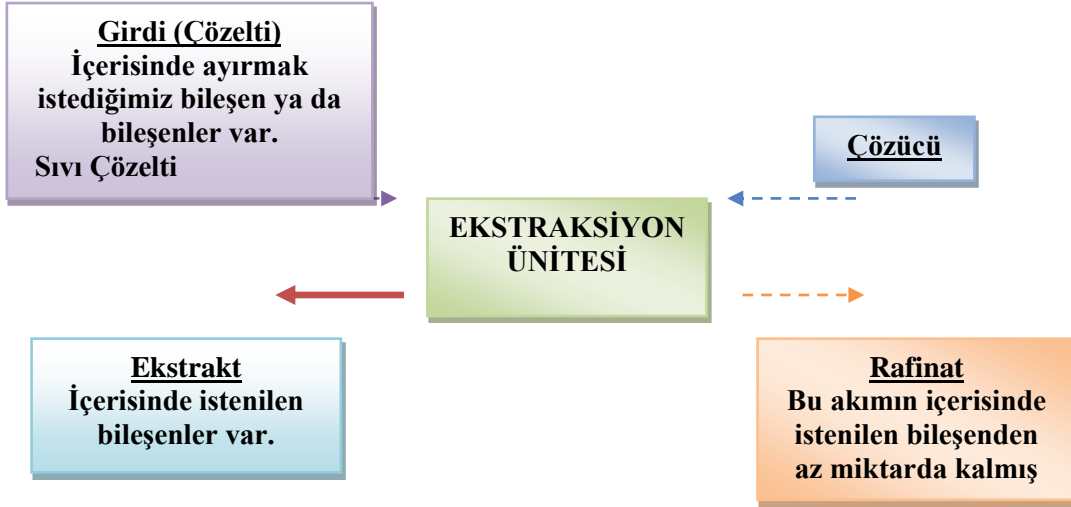 Girdi (Çözelti)
İçerisinde ayırmak
istediğimiz bileşen ya da
bileşenler var.
Sıvı Çözelti
Çözücü
EKSTRAKSİYON
ÜNİTESİ
Ekstrakt
İçerisinde istenilen
bileşenler var.
Rafinat
Bu akımın içerisinde
istenilen bileşenden
az miktarda kalmış